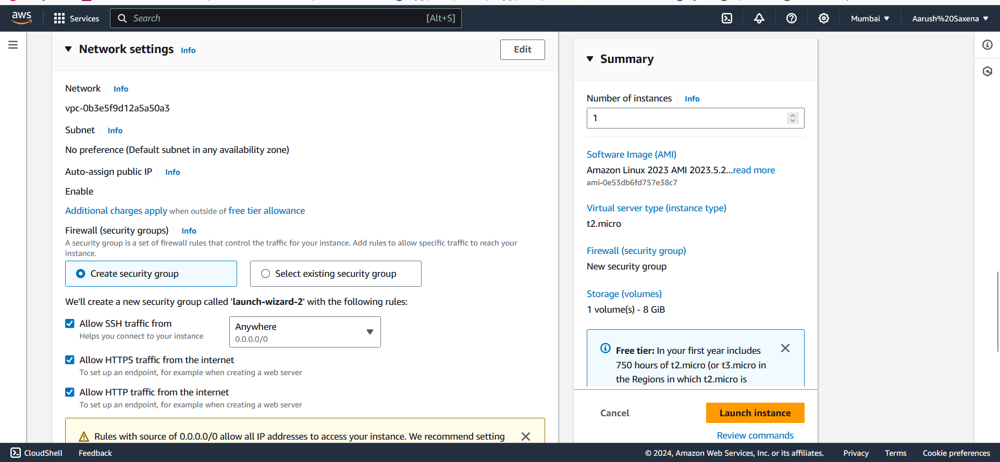 aws
Services
Search [Alt+S]
Mumbai
Aarush%20Saxena
Network settings Info
Edit
Network Info
vpc-0b3e5f9d12a5a50a3
Subnet Info
No preference (Default subnet in any availability zone)
Auto-assign public IP Info
Enable
Additional charges apply when outside of free tier allowance
Firewall (security groups) Info
A security group is a set of firewall rules that control the traffic for your instance. Add rules to allow specific traffic to reach your
instance.
Create security group
Select existing security group
We'll create a new security group called 'launch-wizard-2' with the following rules:
Allow SSH traffic from
Helps you connect to your instance
Anywhere
0.0.0.0/0
Allow HTTPS traffic from the internet
To set up an endpoint, for example when creating a web server
Allow HTTP traffic from the internet
To set up an endpoint, for example when creating a web server
Rules with source of 0.0.0.0/0 allow all IP addresses to access your instance. We recommend setting
Summary
Number of instances Info
1
Software Image (AMI)
Amazon Linux 2023 AMI 2023.5.2...read more
ami-0e53db6fd757e38c7
Virtual server type (instance type)
t2.micro
Firewall (security group)
New security group
Storage (volumes)
1 volume(s) - 8 GiB
Free tier: In your first year includes
750 hours of t2.micro (or t3.micro in
the Regions in which t2.micro is
Cancel
Launch instance
Review commands
CloudShell
Feedback
© 2024, Amazon Web Services, Inc. or its affiliates.
Privacy
Terms
Cookie preferences